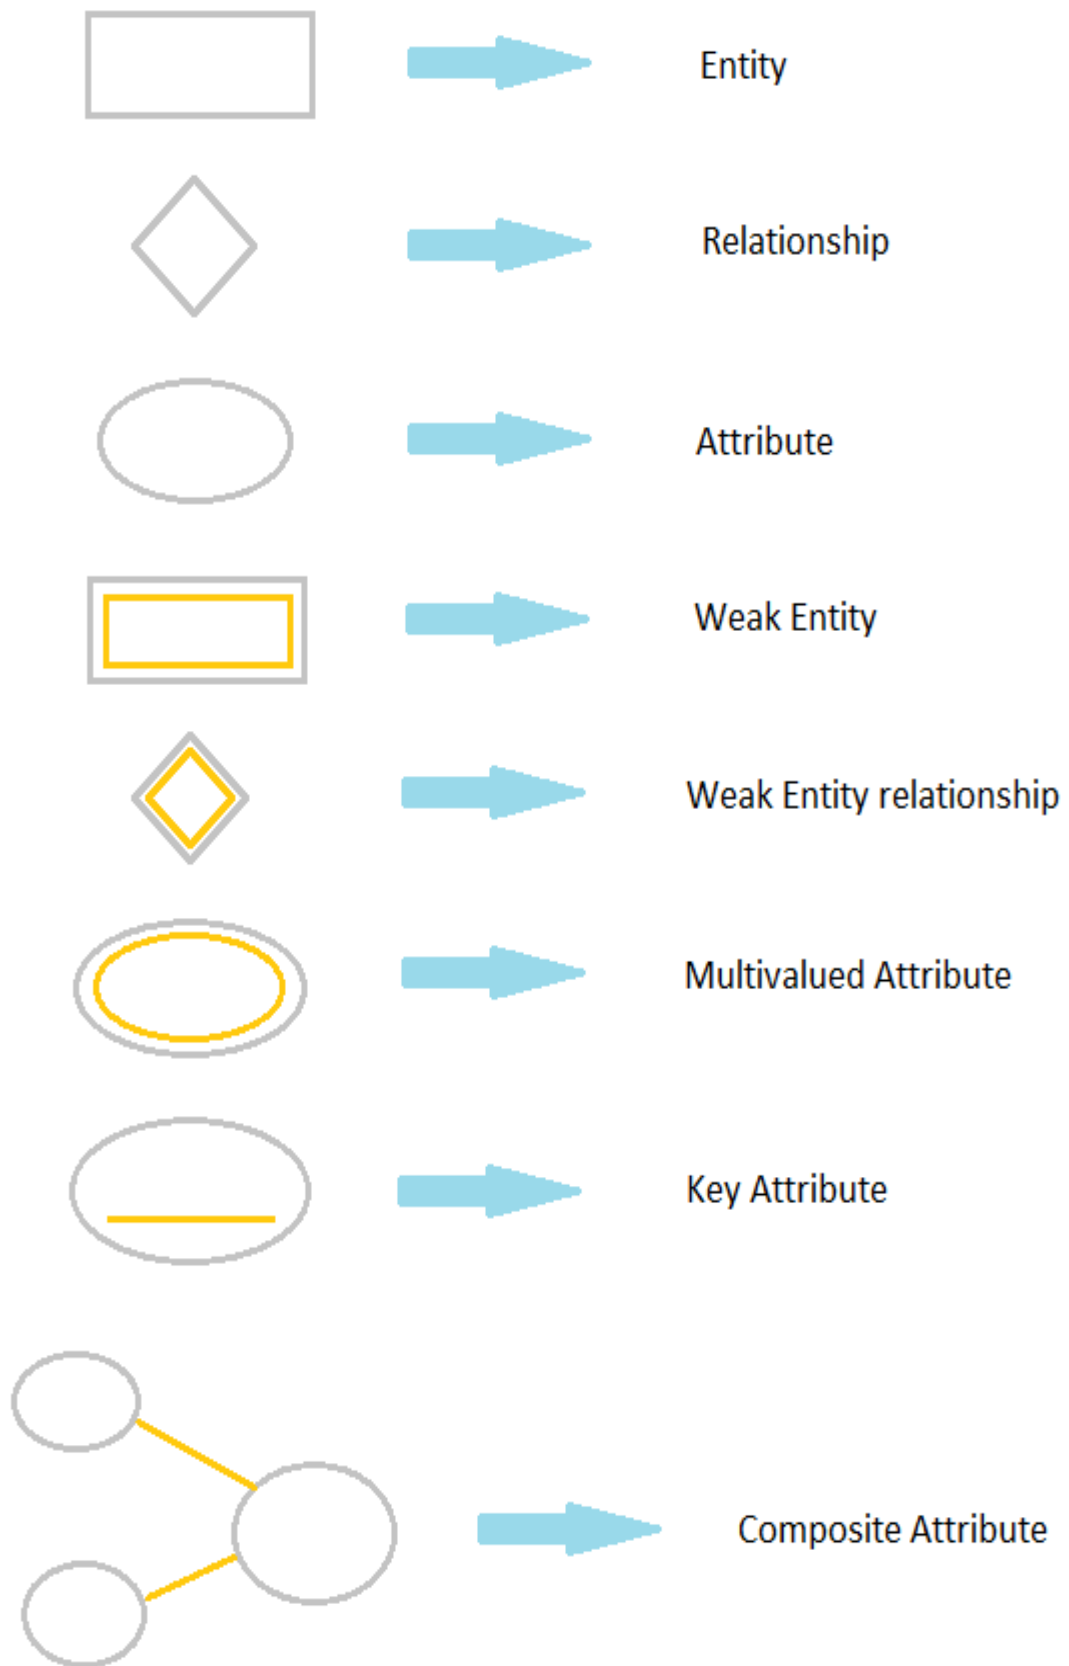 Entity
Relationship
Attribute
Weak Entity
Weak Entity relationship
Multivalued Attribute
Key Attribute
Composite Attribute